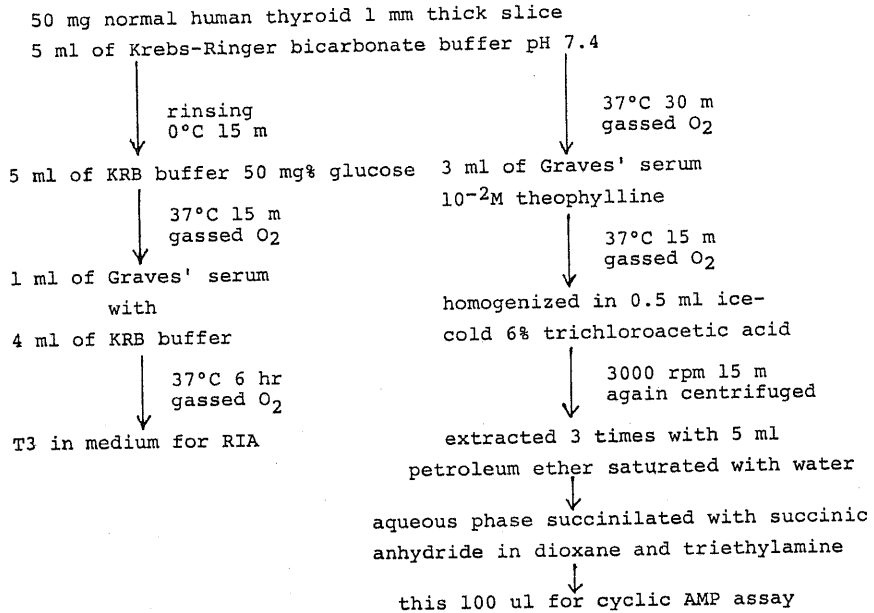 50 mg normal human thyroid 1 mm thick slice
5 ml of Krebs-Ringer bicarbonate buffer pH 7.4
rinsing
0°C 15 m
5 ml of KRB buffer 50 mg% glucose
37°C 15 m
gassed O2
1 ml of Graves' serum
with
4 ml of KRB buffer
37°C 6 hr
gassed O2
T3 in medium for RIA
37°C 30 m
gassed O2
3 ml of Graves' serum
10-2M theophylline
37°C 15 m
gassed O2
homogenized in 0.5 ml ice-
cold 6% trichloroacetic acid
3000 rpm 15 m
again centrifuged
extracted 3 times with 5 ml
petroleum ether saturated with water
aqueous phase succinilated with succinic
anhydride in dioxane and triethylamine
this 100 ul for cyclic AMP assay